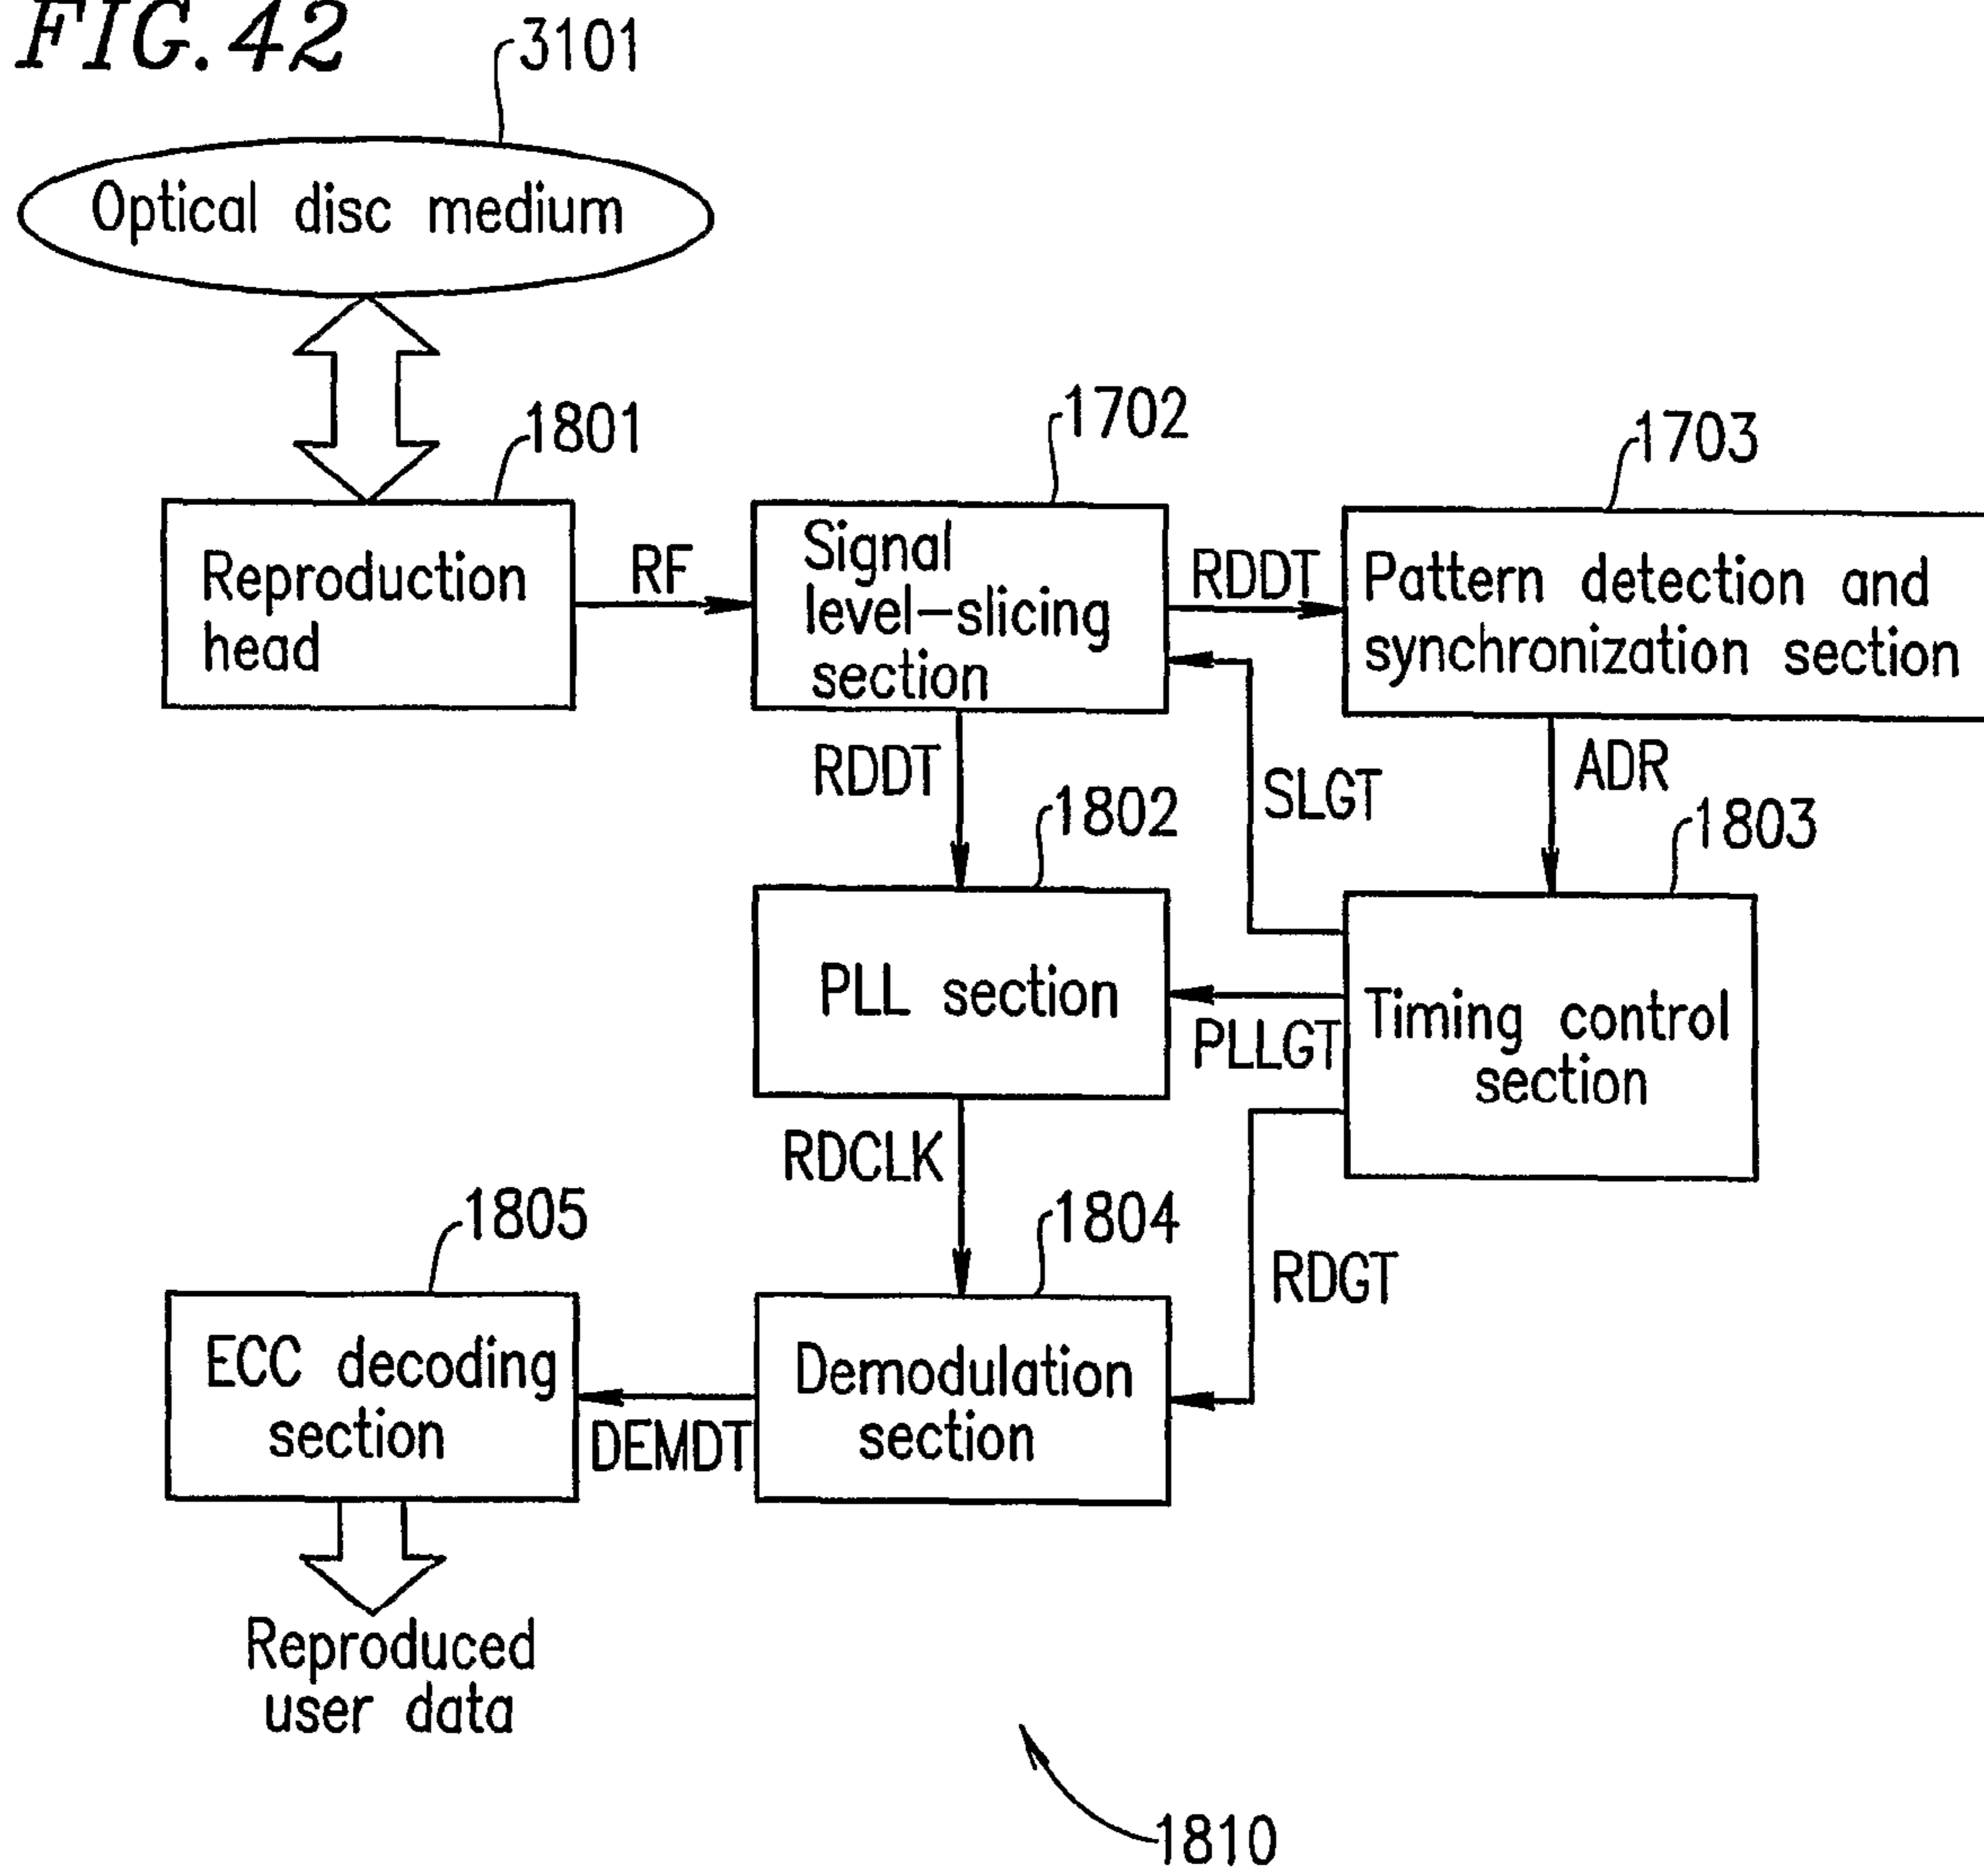 FIG. 42
3101
Optical disc medium
1801
1702
1703
Reproduction
head
RF
Signal
level-slicing
section
RDDT
Pattern detection and
synchronization section
RDDT
SLGT
ADR
1802
1803
PLL section
PLLGT
Timing control
section
RDCLK
1805
1804
RDGT
ECC decoding
section
DEMDT
Demodulation
section
Reproduced
user data
1810